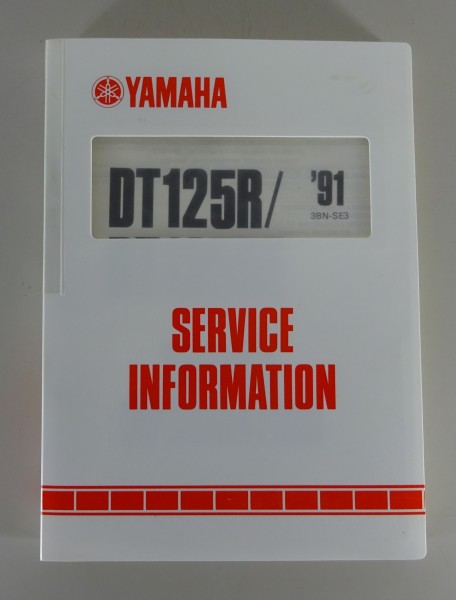 YAMAHA
DT125R/ '91
3BN-SE3
SERVICE
INFORMATION